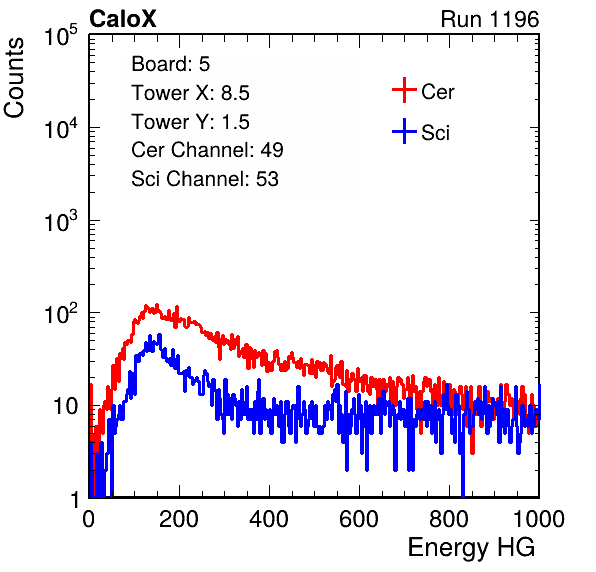 CaloX Run 1196
Counts
Board: 5
Tower X: 8.5
Tower Y: 1.5
Cer Channel: 49
Sci Channel: 53
Cer
Sci
10^5
10^4
10^3
10^2
10
1
0 200 400 600 800 1000
Energy HG